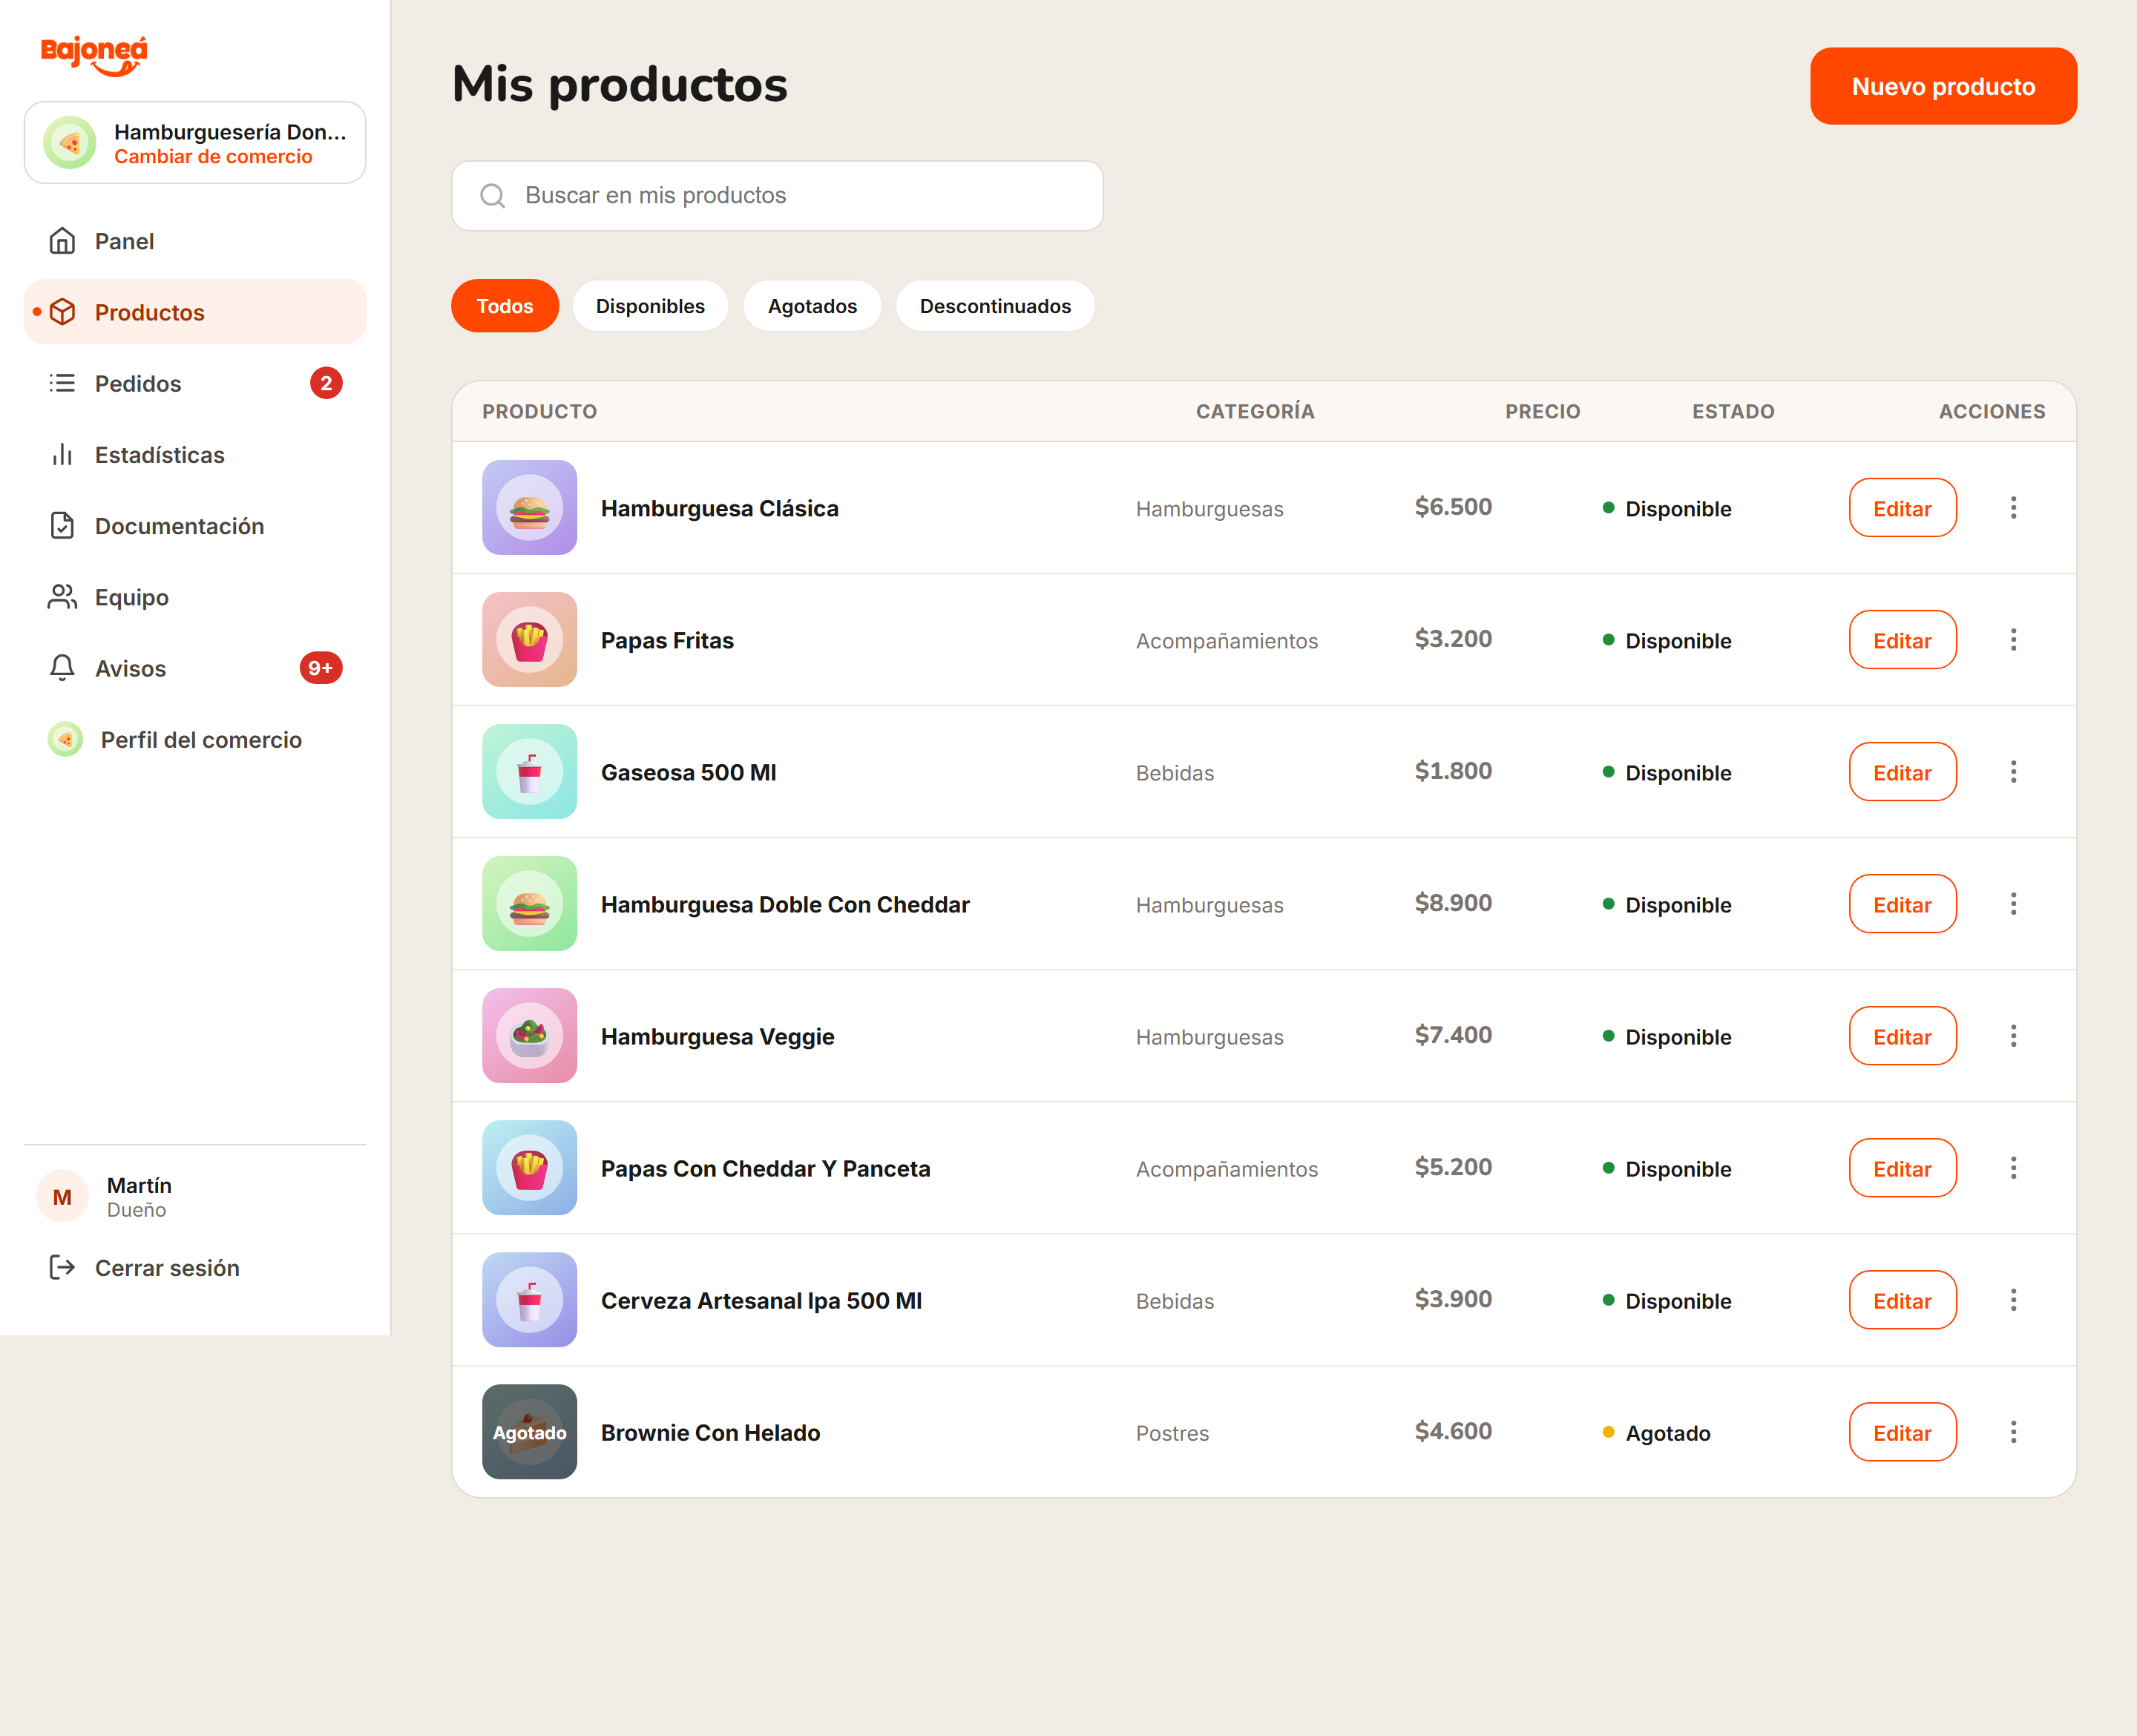 Bajoneá
Hamburguesería Don...
Cambiar de comercio
Panel
Productos
Pedidos 2
Estadísticas
Documentación
Equipo
Avisos 9+
Perfil del comercio
M
Martín
Dueño
Cerrar sesión
Mis productos
Nuevo producto
Buscar en mis productos
Todos Disponibles Agotados Descontinuados
PRODUCTO CATEGORÍA PRECIO ESTADO ACCIONES
Hamburguesa Clásica Hamburguesas $6.500 Disponible Editar
Papas Fritas Acompañamientos $3.200 Disponible Editar
Gaseosa 500 Ml Bebidas $1.800 Disponible Editar
Hamburguesa Doble Con Cheddar Hamburguesas $8.900 Disponible Editar
Hamburguesa Veggie Hamburguesas $7.400 Disponible Editar
Papas Con Cheddar Y Panceta Acompañamientos $5.200 Disponible Editar
Cerveza Artesanal Ipa 500 Ml Bebidas $3.900 Disponible Editar
Agotado Brownie Con Helado Postres $4.600 Agotado Editar